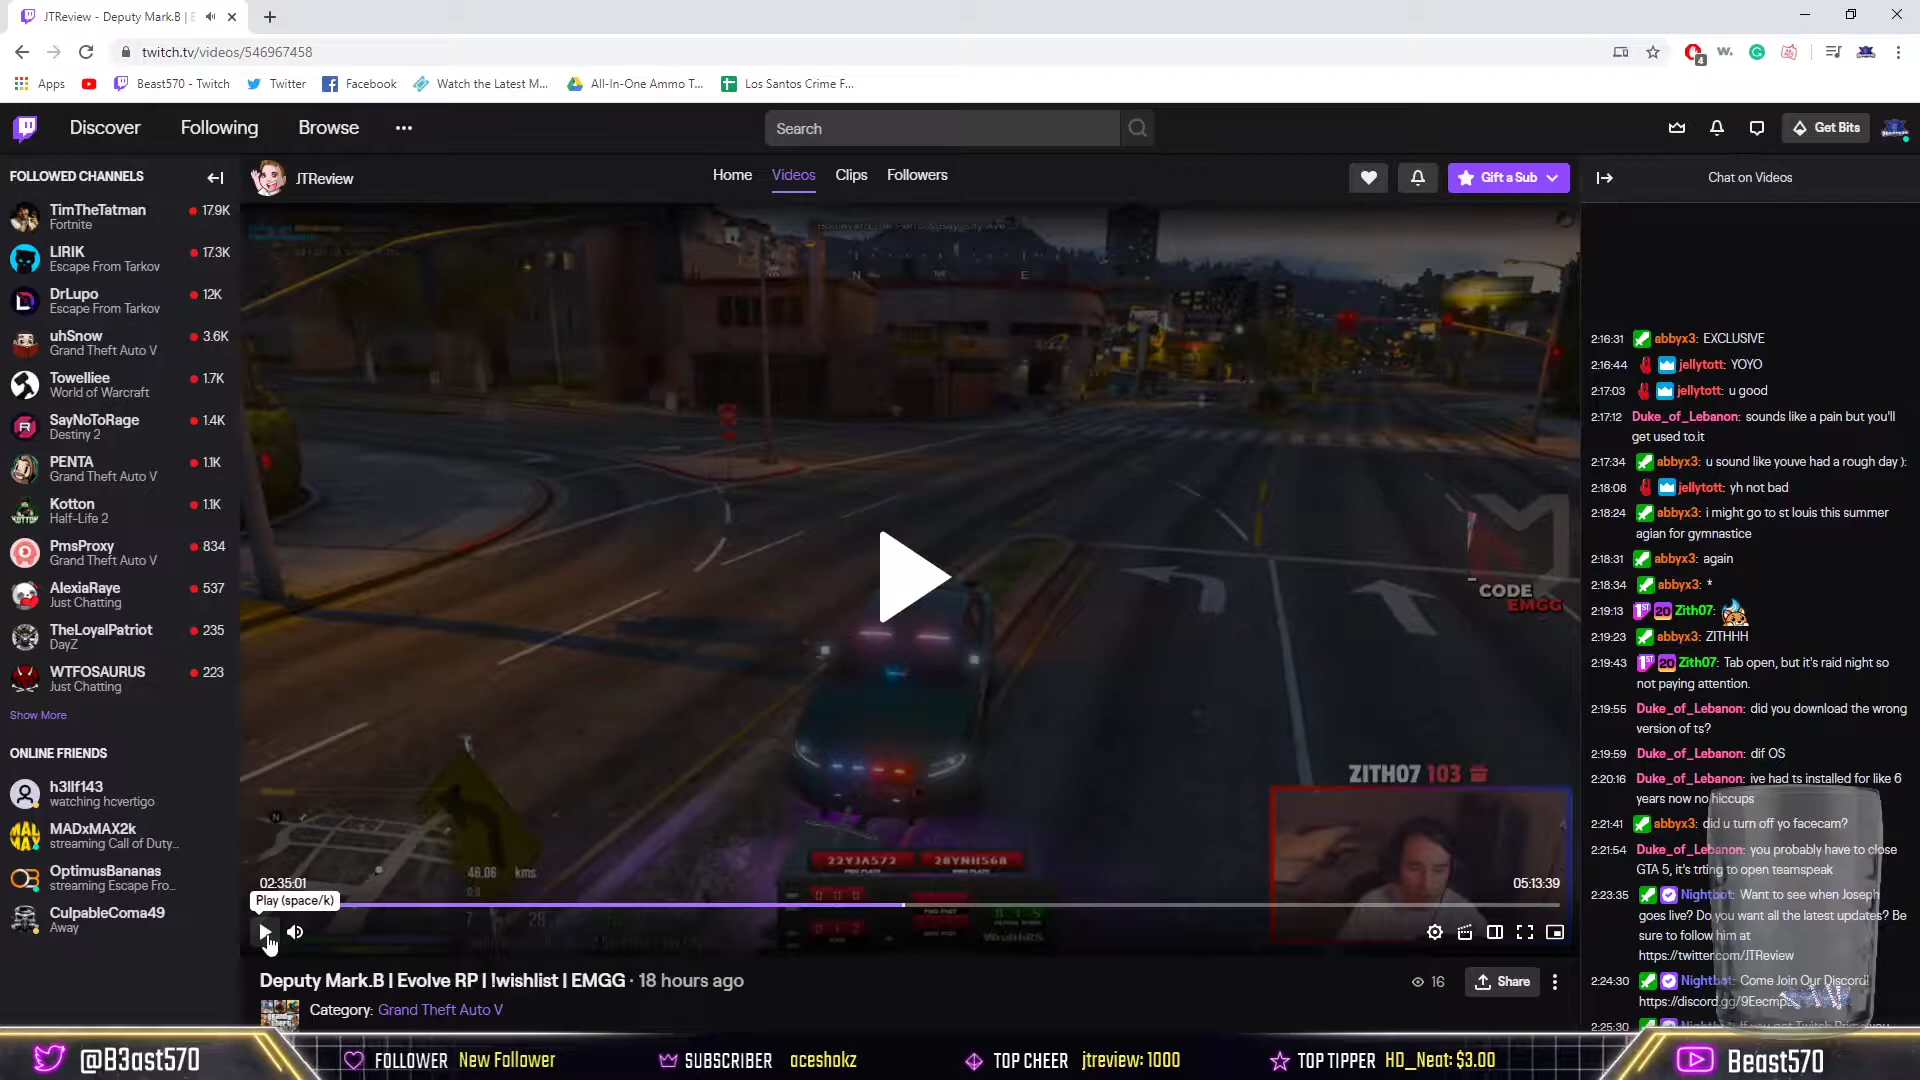 JTReview - Deputy Mark.B | E
twitch.tv/videos/546967458
4
Apps
Beast570 - Twitch
Twitter
Facebook
Watch the Latest M...
All-In-One Ammo T...
Los Santos Crime F...
Discover
Following
Browse
Search
Get Bits
FOLLOWED CHANNELS
TimTheTatman
17.9K
Fortnite
LIRIK
17.3K
Escape From Tarkov
DrLupo
12K
Escape From Tarkov
uhSnow
3.6K
Grand Theft Auto V
Towelliee
1.7K
World of Warcraft
SayNoToRage
1.4K
Destiny 2
PENTA
1.1K
Grand Theft Auto V
Kotton
1.1K
Half-Life 2
PmsProxy
834
Grand Theft Auto V
AlexiaRaye
537
Just Chatting
TheLoyalPatriot
235
DayZ
WTFOSAURUS
223
Just Chatting
Show More
ONLINE FRIENDS
h3llf143
watching hcvertigo
MADxMAX2k
streaming Call of Duty...
OptimusBananas
streaming Escape Fro...
CulpableComa49
Away
JTReview
Home
Videos
Clips
Followers
Gift a Sub
N
E
CODE
EMGG
ZITH07 103
22YJA572
28YNH568
48.06 kms
02:35:01
05:13:39
Play (space/k)
Deputy Mark.B | Evolve RP | !wishlist | EMGG · 18 hours ago
16
Share
Category: Grand Theft Auto V
Chat on Videos
2:16:31 abbyx3: EXCLUSIVE
2:16:44 jellytott: YOYO
2:17:03 jellytott: u good
2:17:12 Duke_of_Lebanon: sounds like a pain but you'll
get used to.it
2:17:34 abbyx3: u sound like youve had a rough day ):
2:18:08 jellytott: yh not bad
2:18:24 abbyx3: i might go to st louis this summer
agian for gymnastice
2:18:31 abbyx3: again
2:18:34 abbyx3: *
2:19:13 1ST 20 Zith07:
2:19:23 abbyx3: ZITHHH
2:19:43 1ST 20 Zith07: Tab open, but it's raid night so
not paying attention.
2:19:55 Duke_of_Lebanon: did you download the wrong
version of ts?
2:19:59 Duke_of_Lebanon: dif OS
2:20:16 Duke_of_Lebanon: ive had ts installed for like 6
years now no hiccups
2:21:41 abbyx3: did u turn off yo facecam?
2:21:54 Duke_of_Lebanon: you probably have to close
GTA 5, it's trting to open teamspeak
2:23:35 Nightbot: Want to see when Joseph
goes live? Do you want all the latest updates? Be
sure to follow him at
https://twitter.com/JTReview
2:24:30 Nightbot: Come Join Our Discord!
2:25:30
@B3ast570
FOLLOWER New Follower
SUBSCRIBER aceshokz
TOP CHEER jtreview: 1000
TOP TIPPER HD_Neat: $3.00
Beast570